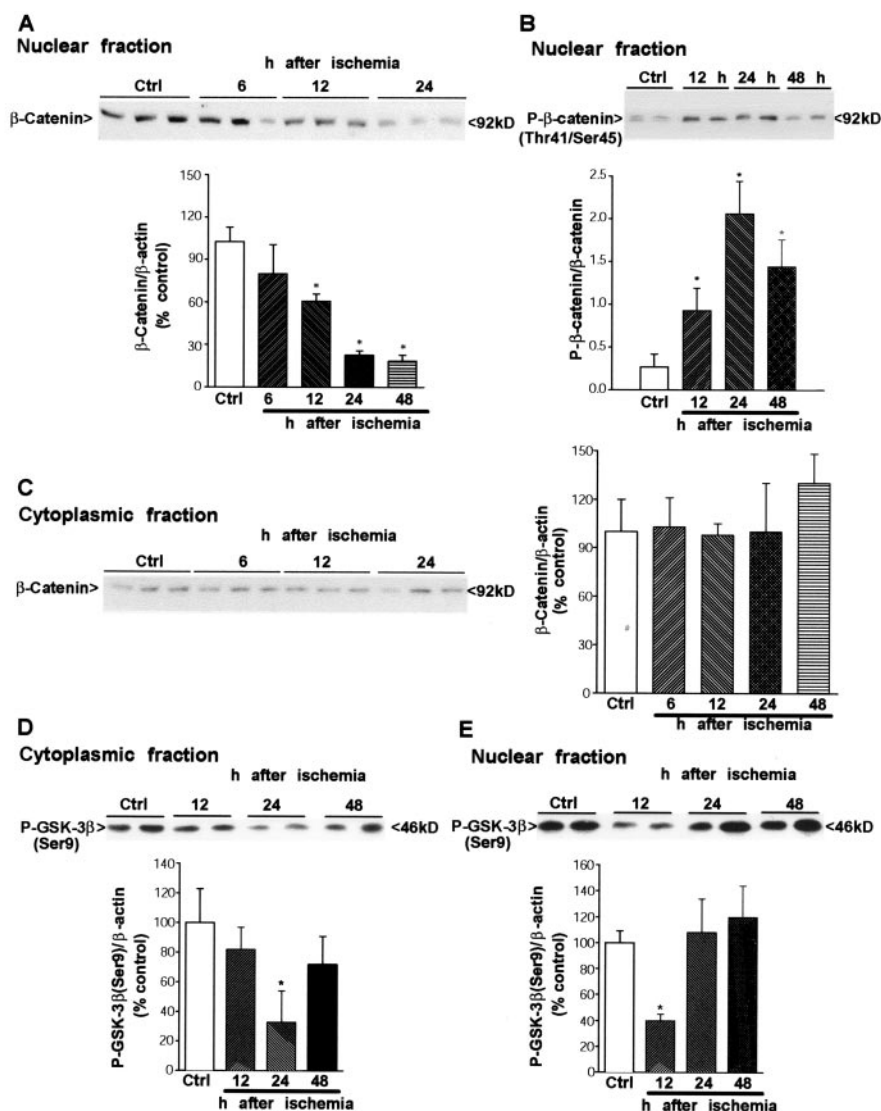 A
Nuclear fraction
h after ischemia
Ctrl 6 12 24
β-Catenin> <92kD
β-Catenin/β-actin
(% control)
150
120
90
60
30
0
* * *
Ctrl 6 12 24 48
h after ischemia
B
Nuclear fraction
h after ischemia
Ctrl 12 h 24 h 48 h
P-β-catenin> <92kD
(Thr41/Ser45)
P-β-catenin/β-catenin
2.5
2.0
1.5
1.0
0.5
0.0
* * *
Ctrl 12 24 48
h after ischemia
C
Cytoplasmic fraction
h after ischemia
Ctrl 6 12 24
β-Catenin> <92kD
β-Catenin/β-actin
(% control)
150
120
90
60
30
0
#
Ctrl 6 12 24 48
h after ischemia
D
Cytoplasmic fraction
h after ischemia
Ctrl 12 24 48
P-GSK-3β> <46kD
(Ser9)
P-GSK-3β(Ser9)/β-actin
(% control)
140
120
100
80
60
40
20
0
*
Ctrl 12 24 48
h after ischemia
E
Nuclear fraction
h after ischemia
Ctrl 12 24 48
P-GSK-3β> <46kD
(Ser9)
P-GSK-3β(Ser9)/β-actin
(% control)
160
140
120
100
80
60
40
20
0
*
Ctrl 12 24 48
h after ischemia